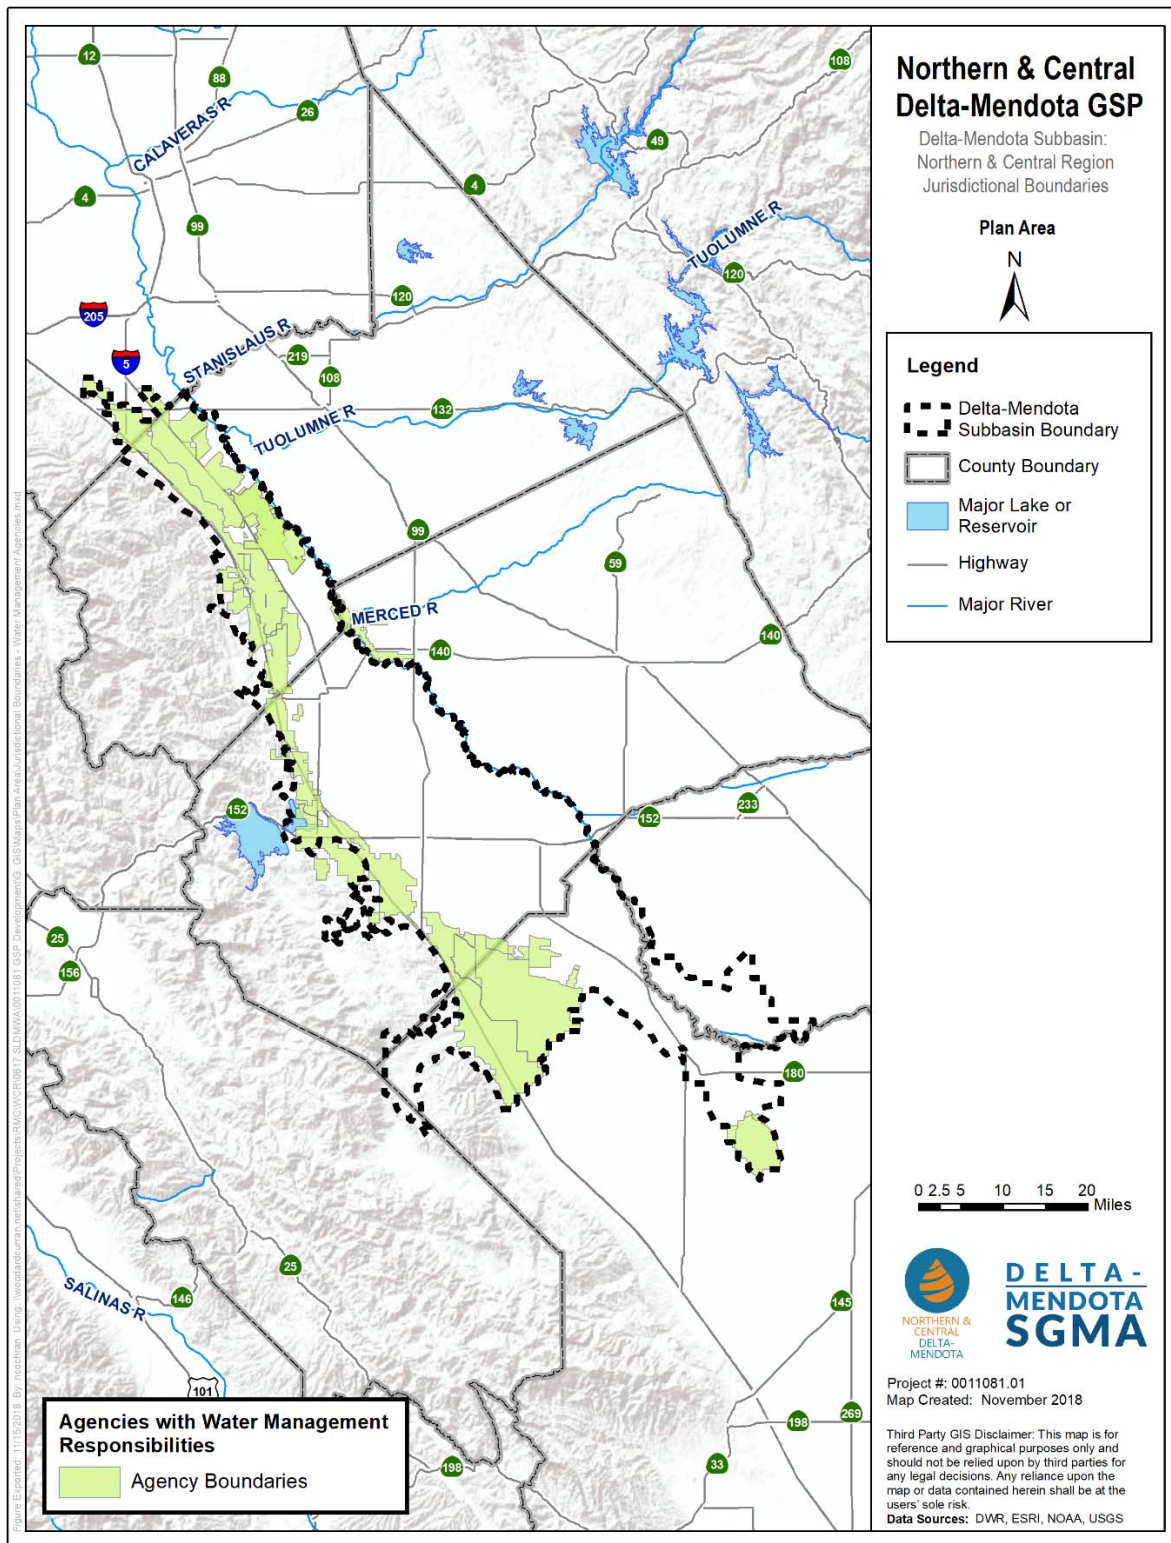 Northern & Central
Delta-Mendota GSP
Delta-Mendota Subbasin:
Northern & Central Region
Jurisdictional Boundaries
Plan Area
N
Legend
Delta-Mendota
Subbasin Boundary
County Boundary
Major Lake or
Reservoir
Highway
Major River
0 2.5 5 10 15 20
Miles
NORTHERN &
CENTRAL
DELTA-
MENDOTA
DELTA-
MENDOTA
SGMA
Project #: 0011081.01
Map Created: November 2018
Third Party GIS Disclaimer: This map is for
reference and graphical purposes only and
should not be relied upon by third parties for
any legal decisions. Any reliance upon the
map or data contained herein shall be at the
users' sole risk.
Data Sources: DWR, ESRI, NOAA, USGS
12
88
108
26
CALAVERAS R
49
4
4
99
TUOLUMNE R
120
120
205
5
STANISLAUS R
219
108
132
TUOLUMNE R
99
59
MERCED R
140
140
152
152
233
25
156
180
25
146
SALINAS R
145
101
198
269
33
198
Agencies with Water Management
Responsibilities
Agency Boundaries